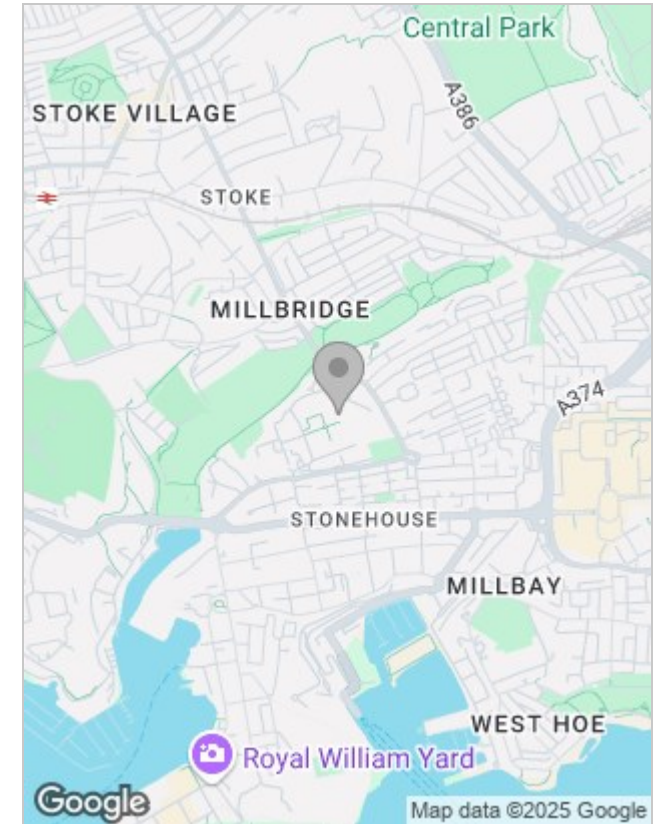 Central Park
A386
STOKE VILLAGE
STOKE
MILLBRIDGE
A374
STONEHOUSE
MILLBAY
WEST HOE
Royal William Yard
Google
Map data ©2025 Google